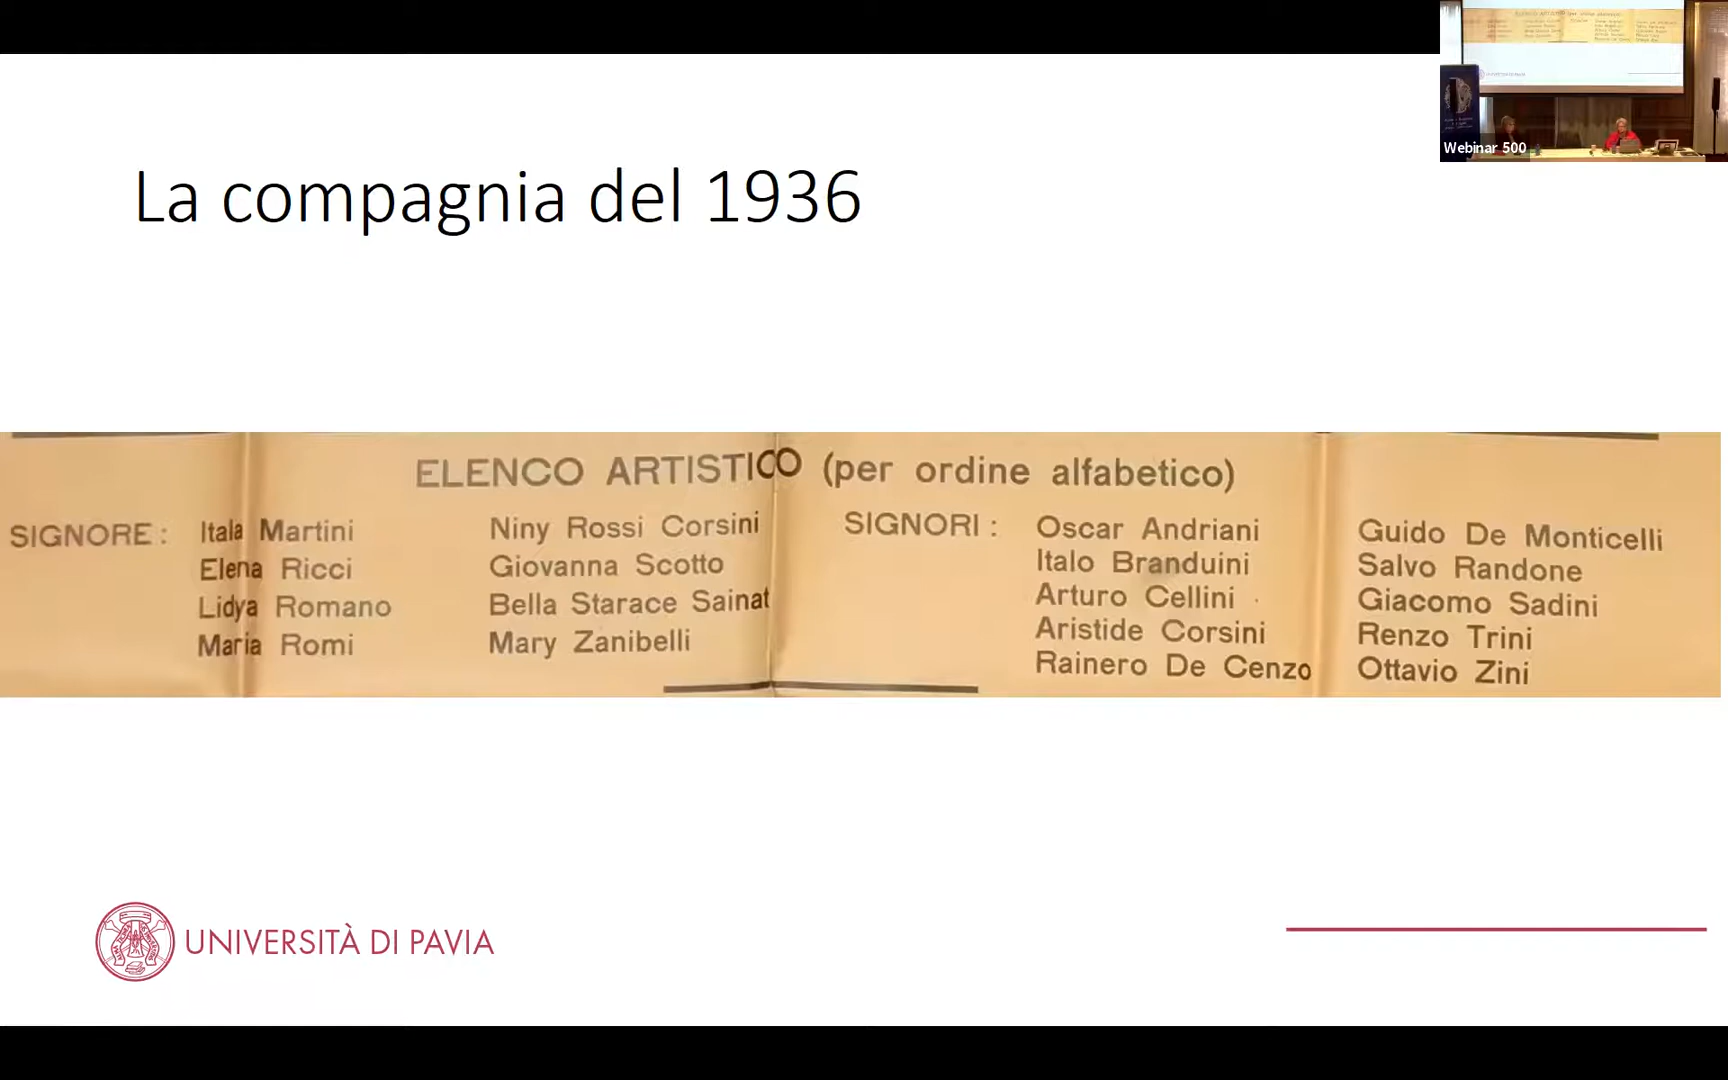 La compagnia del 1936
Webinar 500
ELENCO ARTISTICO (per ordine alfabetico)
SIGNORE :
Itala Martini
Elena Ricci
Lidya Romano
Maria Romi
Niny Rossi Corsini
Giovanna Scotto
Bella Starace Sainat
Mary Zanibelli
SIGNORI :
Oscar Andriani
Italo Branduini
Arturo Cellini
Aristide Corsini
Rainero De Cenzo
Guido De Monticelli
Salvo Randone
Giacomo Sadini
Renzo Trini
Ottavio Zini
UNIVERSITÀ DI PAVIA